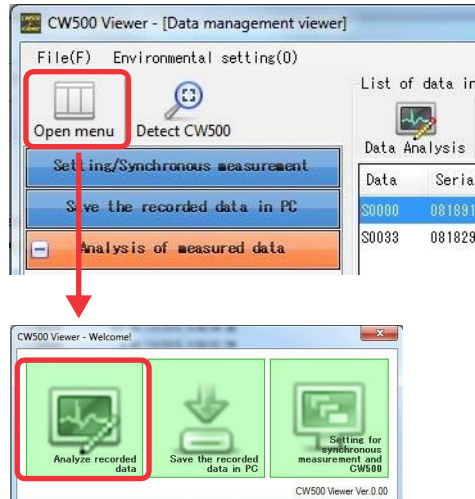 CW500 Viewer - [Data management viewer]
File(F) Environmental setting(O)
Open menu
Detect CW500
List of data in
Data Analysis
Setting/Synchronous measurement
Save the recorded data in PC
Analysis of measured data
Data Seria
S0000 081891
S0033 081829
CW500 Viewer - Welcome!
Analyze recorded
data
Save the recorded
data in PC
Setting for
synchronous
measurement and
CW500
CW500 Viewer Ver.0.00